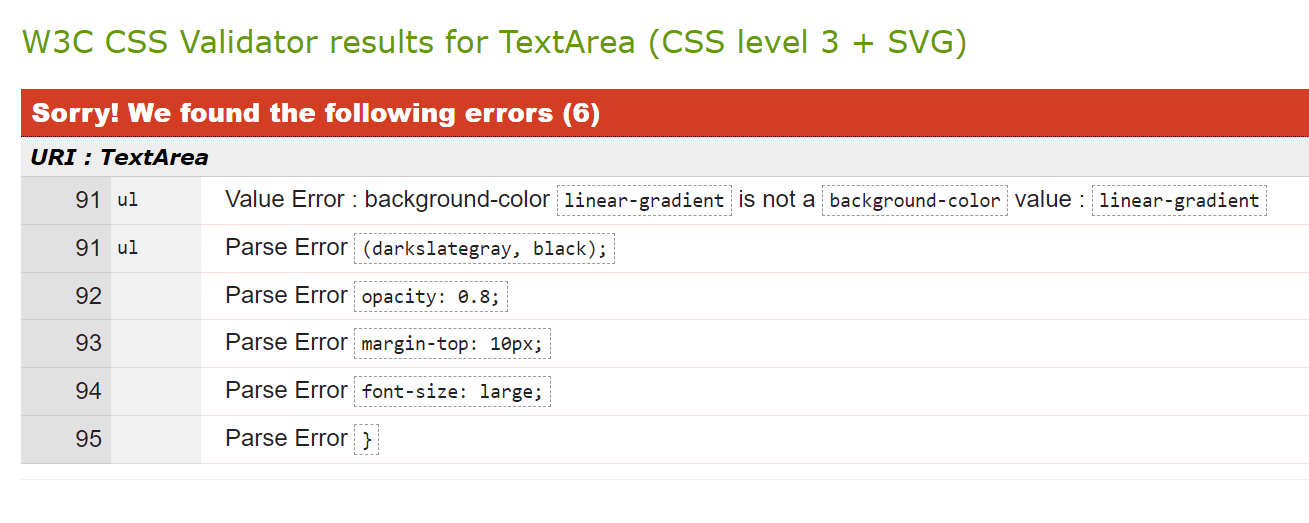 W3C CSS Validator results for TextArea (CSS level 3 + SVG)
Sorry! We found the following errors (6)
URI : TextArea
91 ul Value Error : background-color linear-gradient is not a background-color value : linear-gradient
91 ul Parse Error (darkslategray, black);
92 Parse Error opacity: 0.8;
93 Parse Error margin-top: 10px;
94 Parse Error font-size: large;
95 Parse Error }